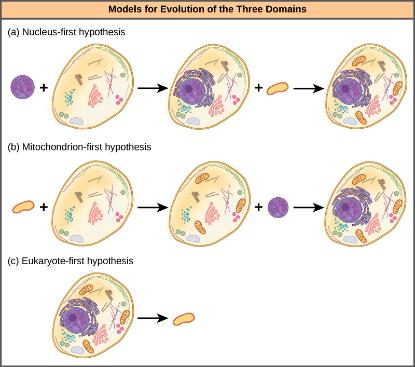 Models for Evolution of the Three Domains
(a) Nucleus-first hypothesis
(b) Mitochondrion-first hypothesis
(c) Eukaryote-first hypothesis